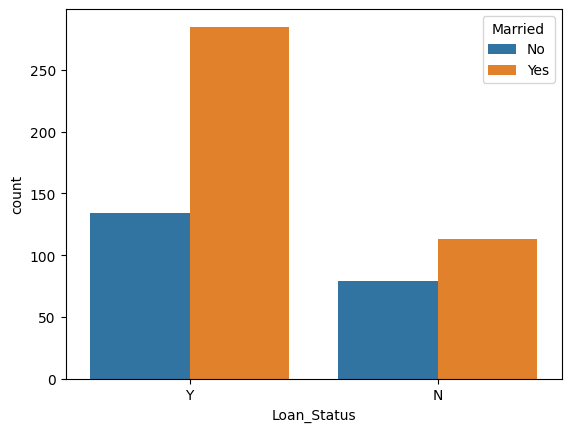 Married
No
Yes
250
200
150
100
50
0
count
Y
N
Loan_Status